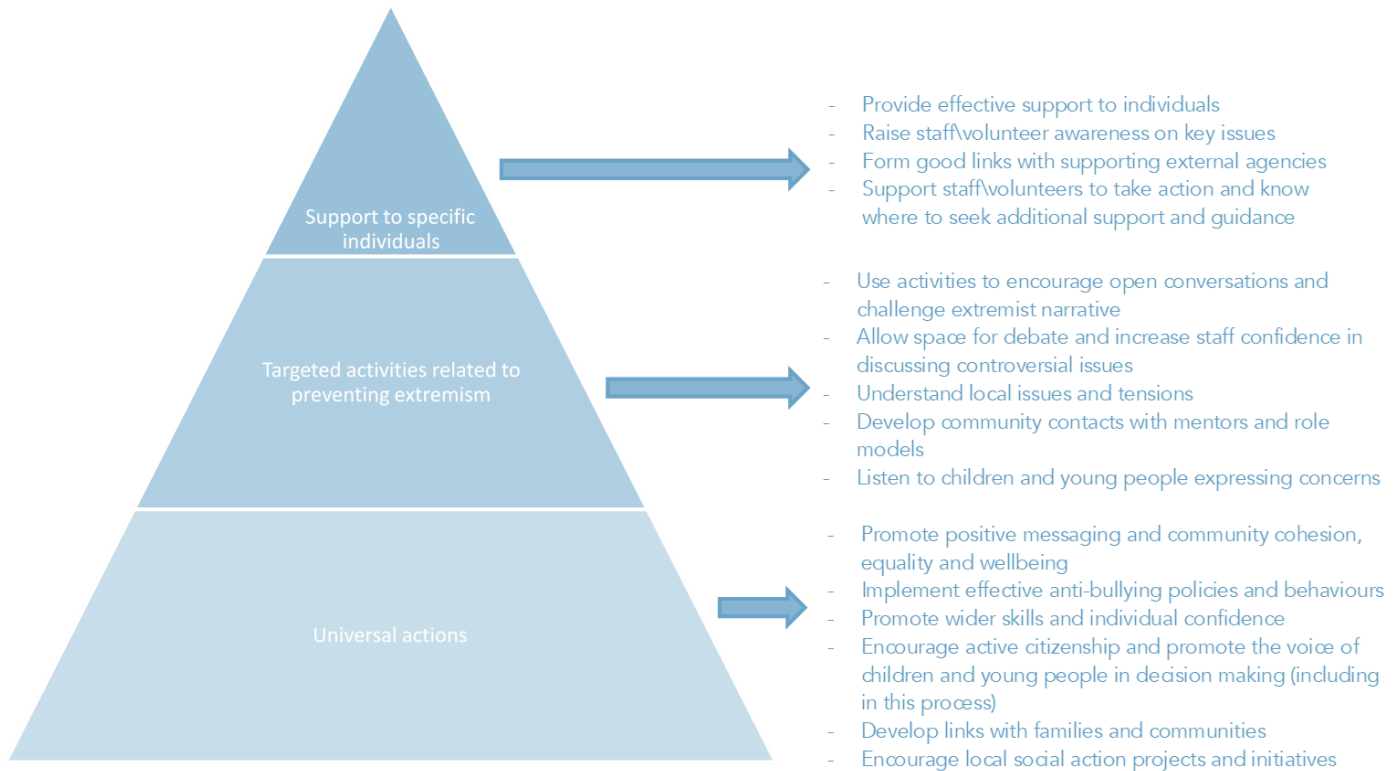 Support to specific
individuals
- Provide effective support to individuals
- Raise staff\volunteer awareness on key issues
- Form good links with supporting external agencies
- Support staff\volunteers to take action and know
where to seek additional support and guidance
Targeted activities related to
preventing extremism
- Use activities to encourage open conversations and
challenge extremist narrative
- Allow space for debate and increase staff confidence in
discussing controversial issues
- Understand local issues and tensions
- Develop community contacts with mentors and role
models
- Listen to children and young people expressing concerns
Universal actions
- Promote positive messaging and community cohesion,
equality and wellbeing
- Implement effective anti-bullying policies and behaviours
- Promote wider skills and individual confidence
- Encourage active citizenship and promote the voice of
children and young people in decision making (including
in this process)
- Develop links with families and communities
- Encourage local social action projects and initiatives